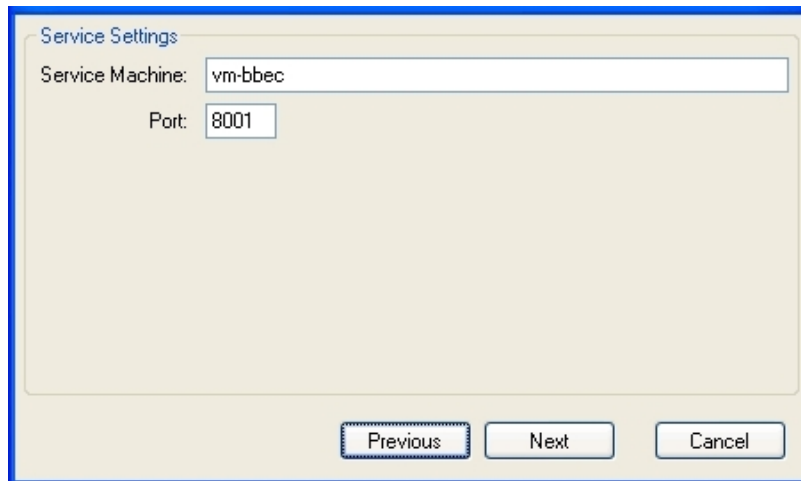 Service Settings
Service Machine: vm-bbec
Port: 8001
Previous Next Cancel